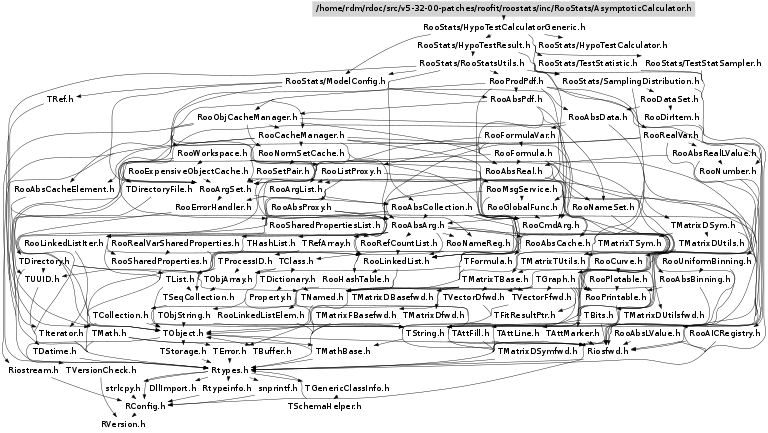 /home/rdm/rdoc/src/v5-32-00-patches/roofit/roostats/inc/RooStats/AsymptoticCalculator.h
RooStats/HypoTestCalculatorGeneric.h
RooStats/HypoTestResult.h RooStats/HypoTestCalculator.h
RooStats/RooStatsUtils.h RooStats/TestStatistic.h RooStats/TestStatSampler.h
RooStats/ModelConfig.h RooProdPdf.h RooStats/SamplingDistribution.h
TRef.h RooAbsPdf.h RooDataSet.h
RooObjCacheManager.h RooAbsData.h RooDirItem.h
RooCacheManager.h RooFormulaVar.h RooRealVar.h
RooWorkspace.h RooNormSetCache.h RooFormula.h RooAbsRealLValue.h
RooExpensiveObjectCache.h RooSetPair.h RooListProxy.h RooAbsReal.h RooNumber.h
RooAbsCacheElement.h TDirectoryFile.h RooArgSet.h RooArgList.h RooMsgService.h
RooErrorHandler.h RooAbsProxy.h RooAbsCollection.h RooGlobalFunc.h RooNameSet.h
RooSharedPropertiesList.h RooAbsArg.h RooCmdArg.h TMatrixDSym.h
RooLinkedListIter.h RooRealVarSharedProperties.h THashList.h TRefArray.h RooRefCountList.h RooNameReg.h RooAbsCache.h TMatrixTSym.h TMatrixDUtils.h
TDirectory.h RooSharedProperties.h TProcessID.h TClass.h RooLinkedList.h TFormula.h TMatrixTUtils.h RooCurve.h RooUniformBinning.h
TUUID.h TList.h TObjArray.h TDictionary.h RooHashTable.h TMatrixTBase.h TGraph.h RooPlotable.h RooAbsBinning.h
TSeqCollection.h Property.h TNamed.h TMatrixDBasefwd.h TVectorDfwd.h TVectorFfwd.h RooPrintable.h
TCollection.h TObjString.h RooLinkedListElem.h TMatrixFBasefwd.h TMatrixDfwd.h TFitResultPtr.h TBits.h TMatrixDUtilsfwd.h
TIterator.h TMath.h TObject.h TString.h TAttFill.h TAttLine.h TAttMarker.h RooAbsLValue.h RooAICRegistry.h
TDatime.h TStorage.h TError.h TBuffer.h TMathBase.h TMatrixDSymfwd.h Riosfwd.h
Riostream.h TVersionCheck.h Rtypes.h
strlcpy.h DllImport.h Rtypeinfo.h snprintf.h TGenericClassInfo.h
RConfig.h TSchemaHelper.h
RVersion.h